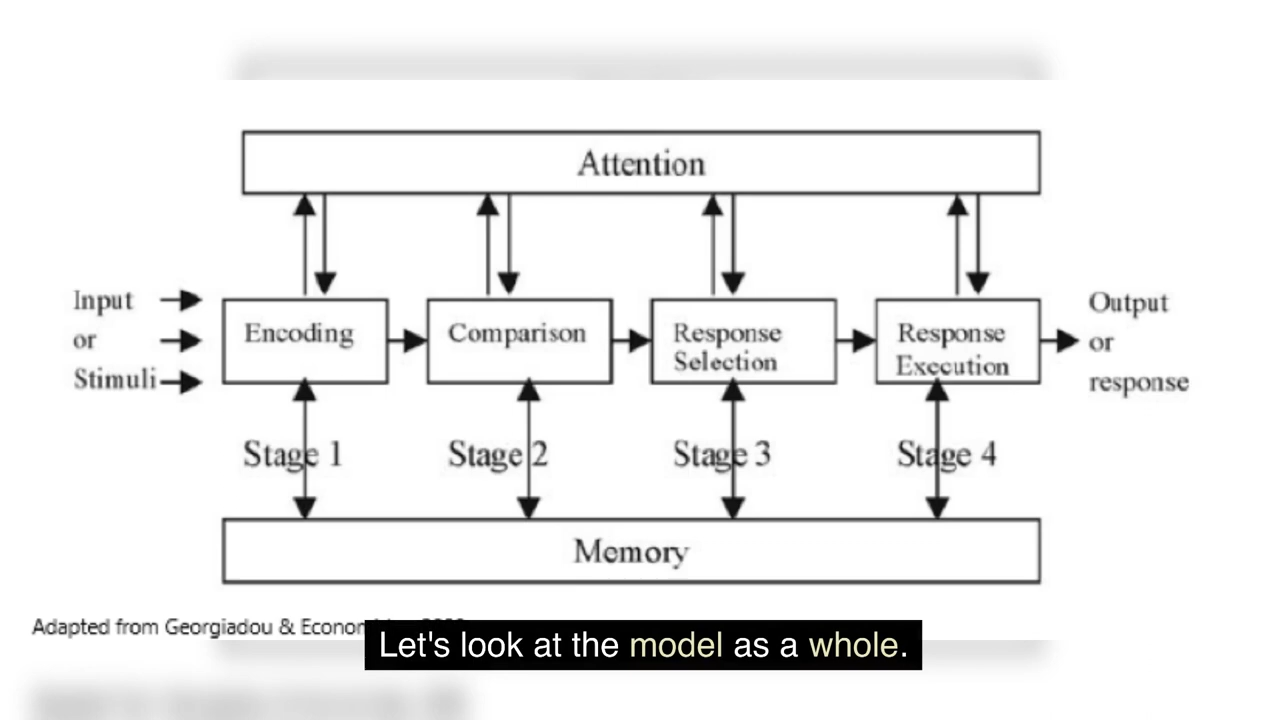 Attention
Input
or
Stimuli
Encoding
Comparison
Response
Selection
Response
Execution
Output
or
response
Stage 1
Stage 2
Stage 3
Stage 4
Memory
Adapted from Georgiadou &
Let's look at the model as a whole.